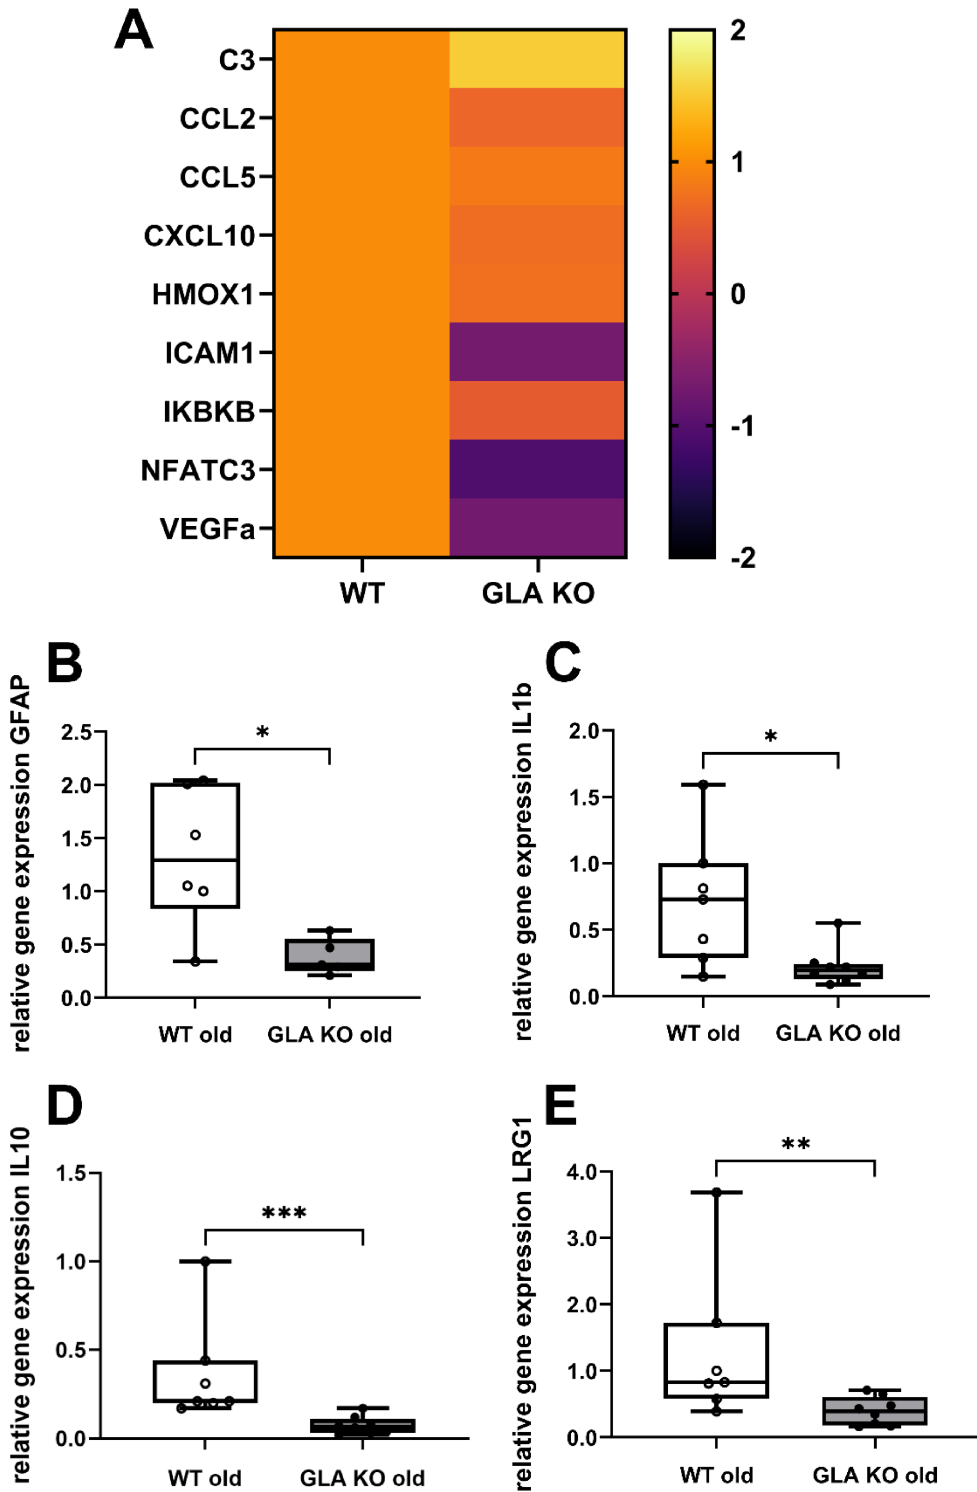 A
C3
CCL2
CCL5
CXCL10
HMOX1
ICAM1
IKBKB
NFATC3
VEGFa
WT GLA KO
2
1
0
-1
-2
B
relative gene expression GFAP
2.5
2.0
1.5
1.0
0.5
0.0
*
WT old GLA KO old
C
relative gene expression IL1b
2.0
1.5
1.0
0.5
0.0
*
WT old GLA KO old
D
relative gene expression IL10
1.5
1.0
0.5
0.0
***
WT old GLA KO old
E
relative gene expression LRG1
4.0
3.0
2.0
1.0
0.0
**
WT old GLA KO old